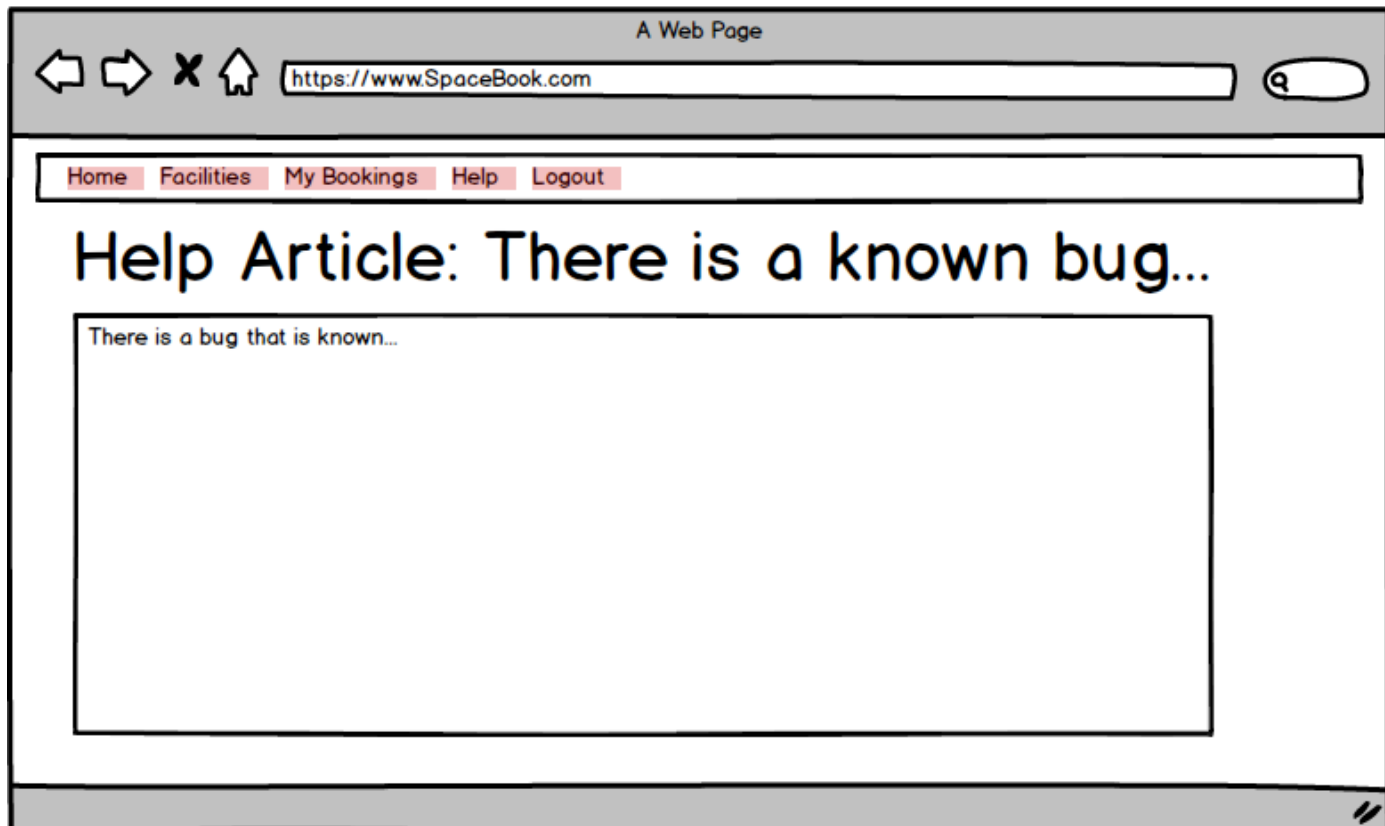 A Web Page
https://www.SpaceBook.com
Home Facilities My Bookings Help Logout
Help Article: There is a known bug...
There is a bug that is known...